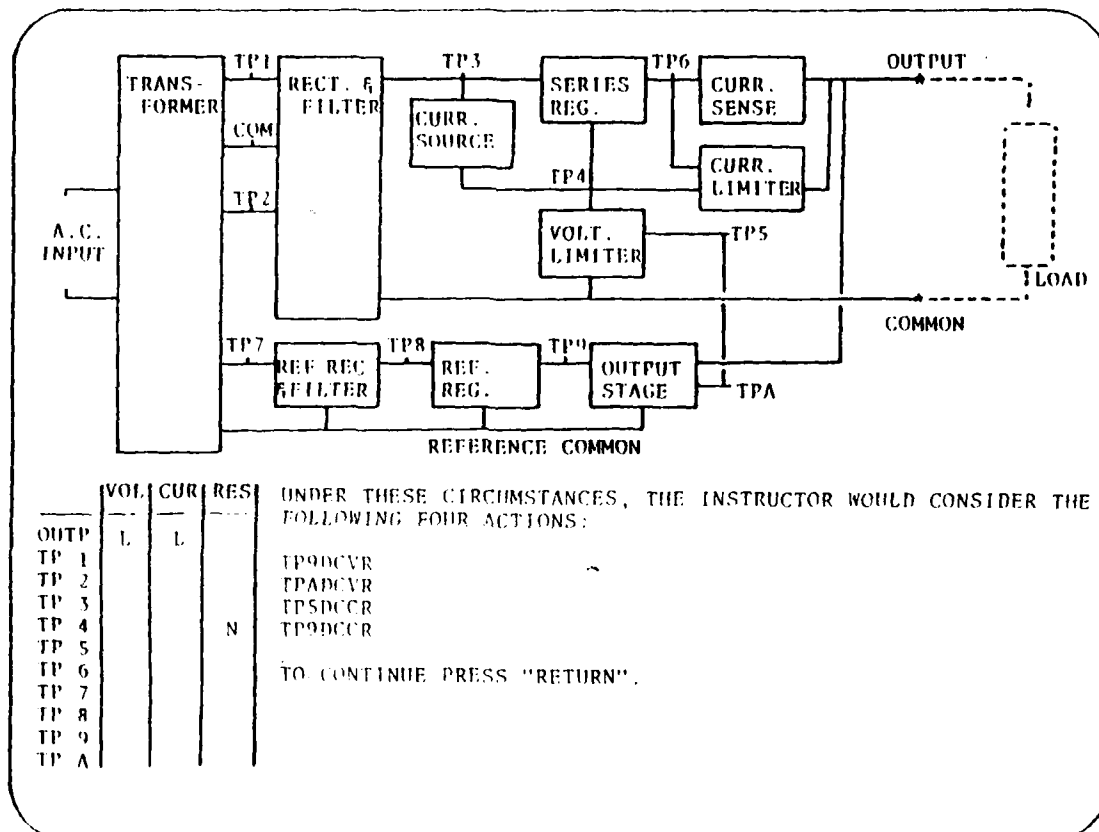 TP1 TP3 TP6 OUTPUT
TRANS-
FORMER
RECT. &
FILTER
SERIES
REG.
CURR.
SENSE
CURR.
SOURCE
COM
TP4
CURR.
LIMITER
TP2
A.C.
INPUT
VOLT.
LIMITER
TP5
LOAD
COMMON
TP7 TP8 TP9
REF REC
&FILTER
REF.
REG.
OUTPUT
STAGE
TPA
REFERENCE COMMON
VOL CUR RES
OUTP L L
TP 1
TP 2
TP 3
TP 4 N
TP 5
TP 6
TP 7
TP 8
TP 9
TP A
UNDER THESE CIRCUMSTANCES, THE INSTRUCTOR WOULD CONSIDER THE
FOLLOWING FOUR ACTIONS:
TP9DCVR
TPADCVR
TP5DCCR
TP9DCCR
TO CONTINUE PRESS "RETURN".